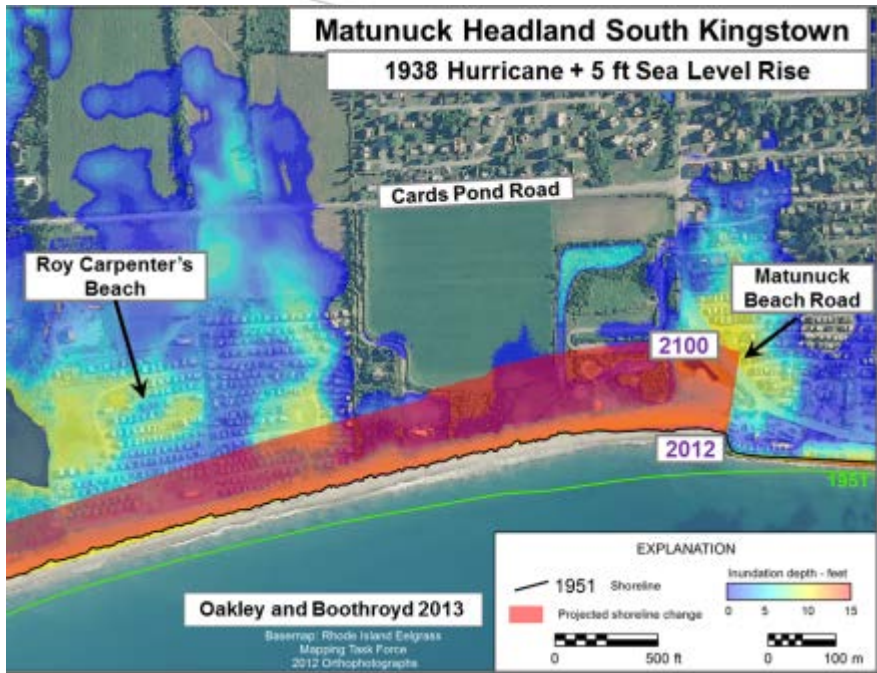 Matunuck Headland South Kingstown
1938 Hurricane + 5 ft Sea Level Rise
Cards Pond Road
Roy Carpenter's
Beach
Matunuck
Beach Road
2100
2012
1951
EXPLANATION
1951 Shoreline
Projected shoreline change
Inundation depth - feet
0 5 10 15
0 500 ft
0 100 m
Oakley and Boothroyd 2013
Basemap: Rhode Island Eelgrass
Mapping Task Force
2012 Orthophotographs